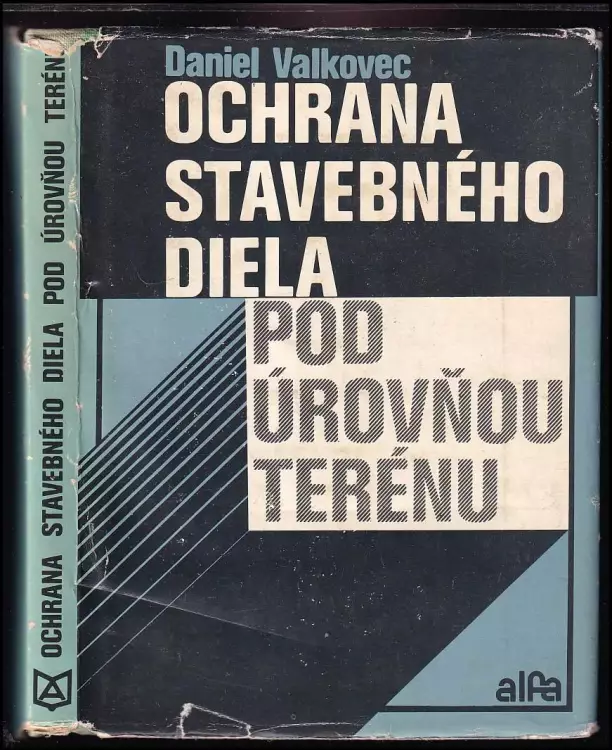 Daniel Valkovec
OCHRANA
STAVEBNÉHO
DIELA
POD
ÚROVŇOU
TERÉNU
alfa
OCHRANA STAVEBNÉHO DIELA POD ÚROVŇOU TERÉNU